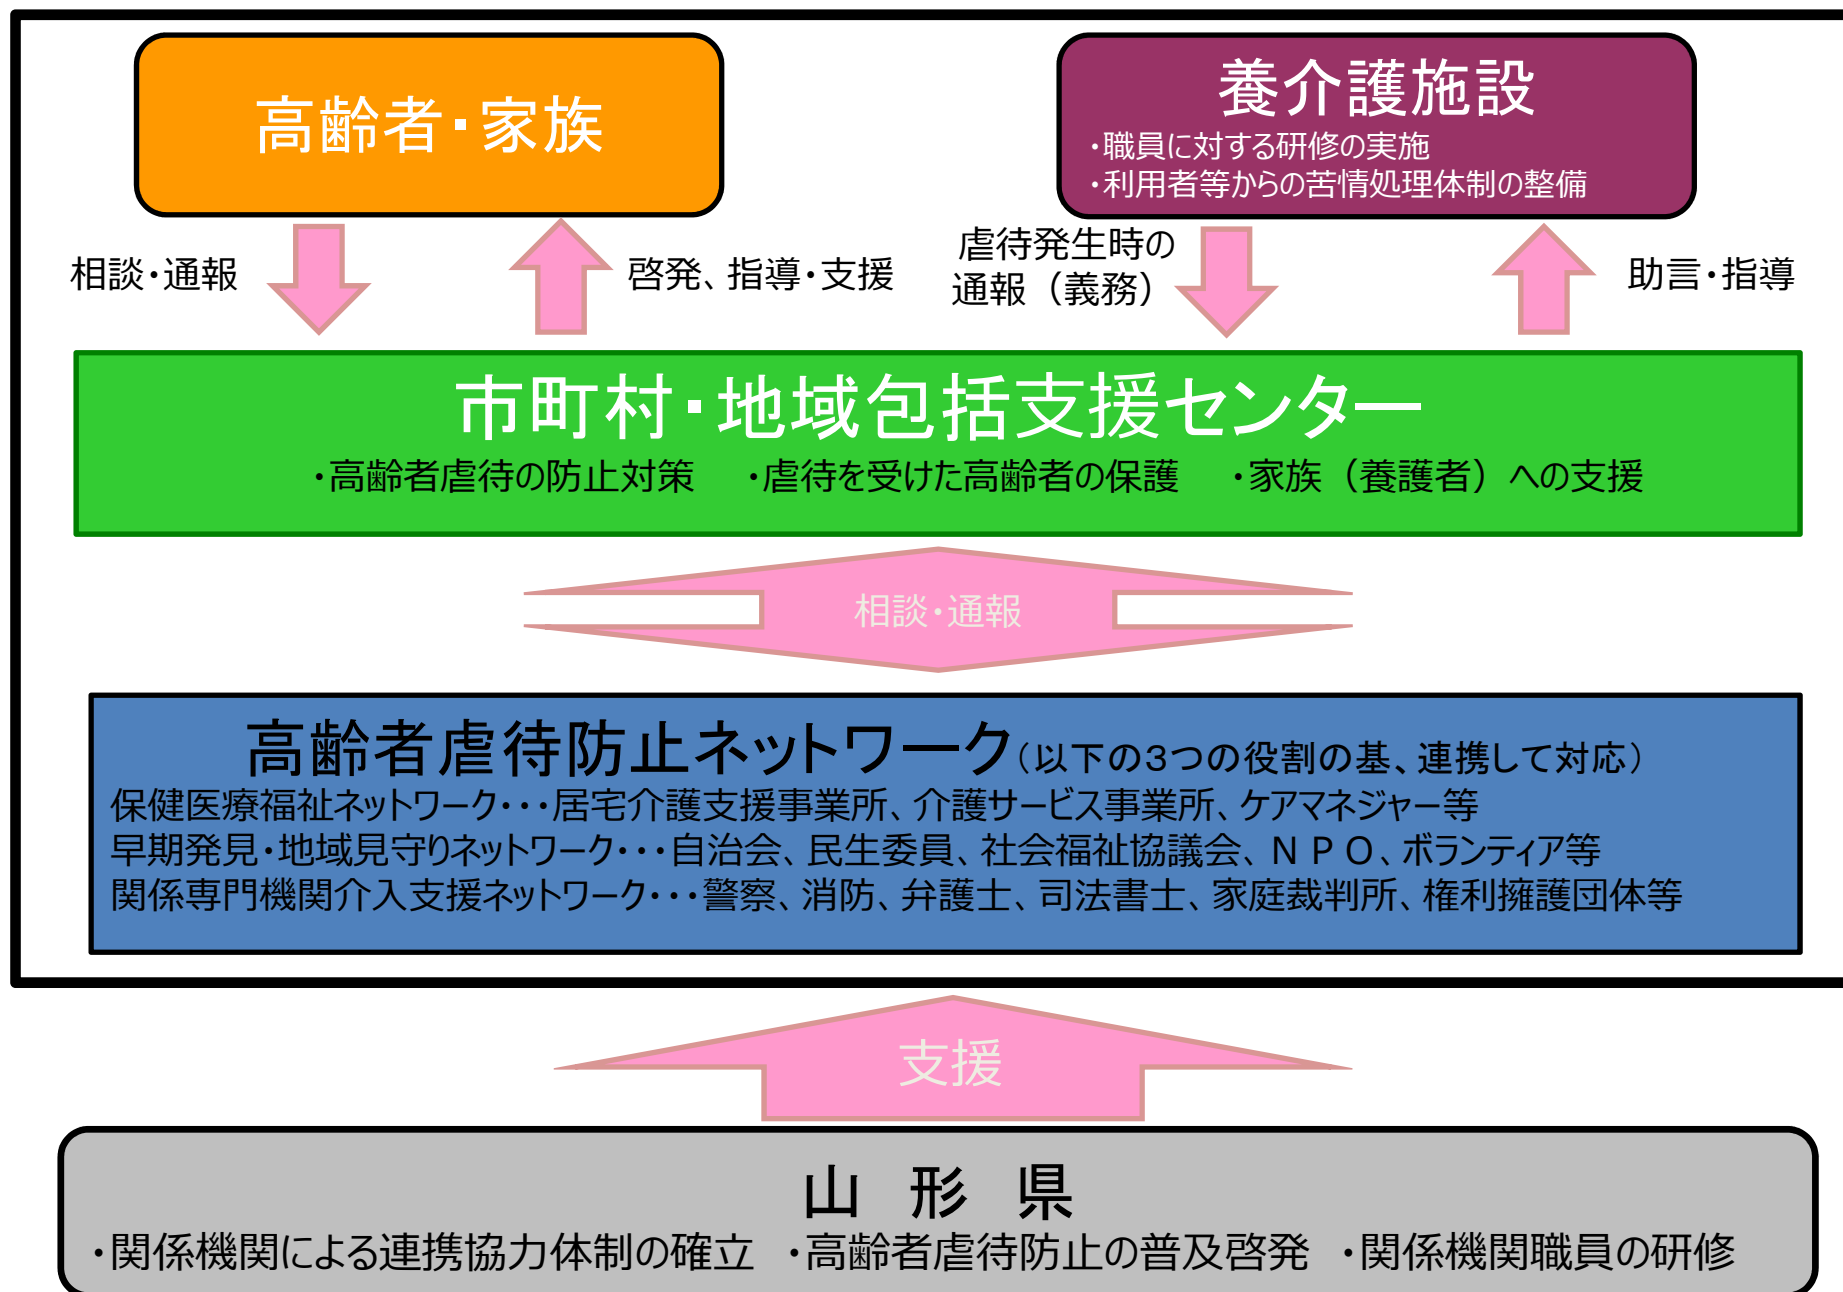 高齢者・家族
養介護施設
・職員に対する研修の実施
・利用者等からの苦情処理体制の整備
相談・通報
啓発、指導・支援
虐待発生時の
通報（義務）
助言・指導
市町村・地域包括支援センター
・高齢者虐待の防止対策　・虐待を受けた高齢者の保護　・家族（養護者）への支援
相談・通報
高齢者虐待防止ネットワーク（以下の3つの役割の基、連携して対応）
保健医療福祉ネットワーク・・・居宅介護支援事業所、介護サービス事業所、ケアマネジャー等
早期発見・地域見守りネットワーク・・・自治会、民生委員、社会福祉協議会、ＮＰＯ、ボランティア等
関係専門機関介入支援ネットワーク・・・警察、消防、弁護士、司法書士、家庭裁判所、権利擁護団体等
支援
山　形　県
・関係機関による連携協力体制の確立　・高齢者虐待防止の普及啓発　・関係機関職員の研修